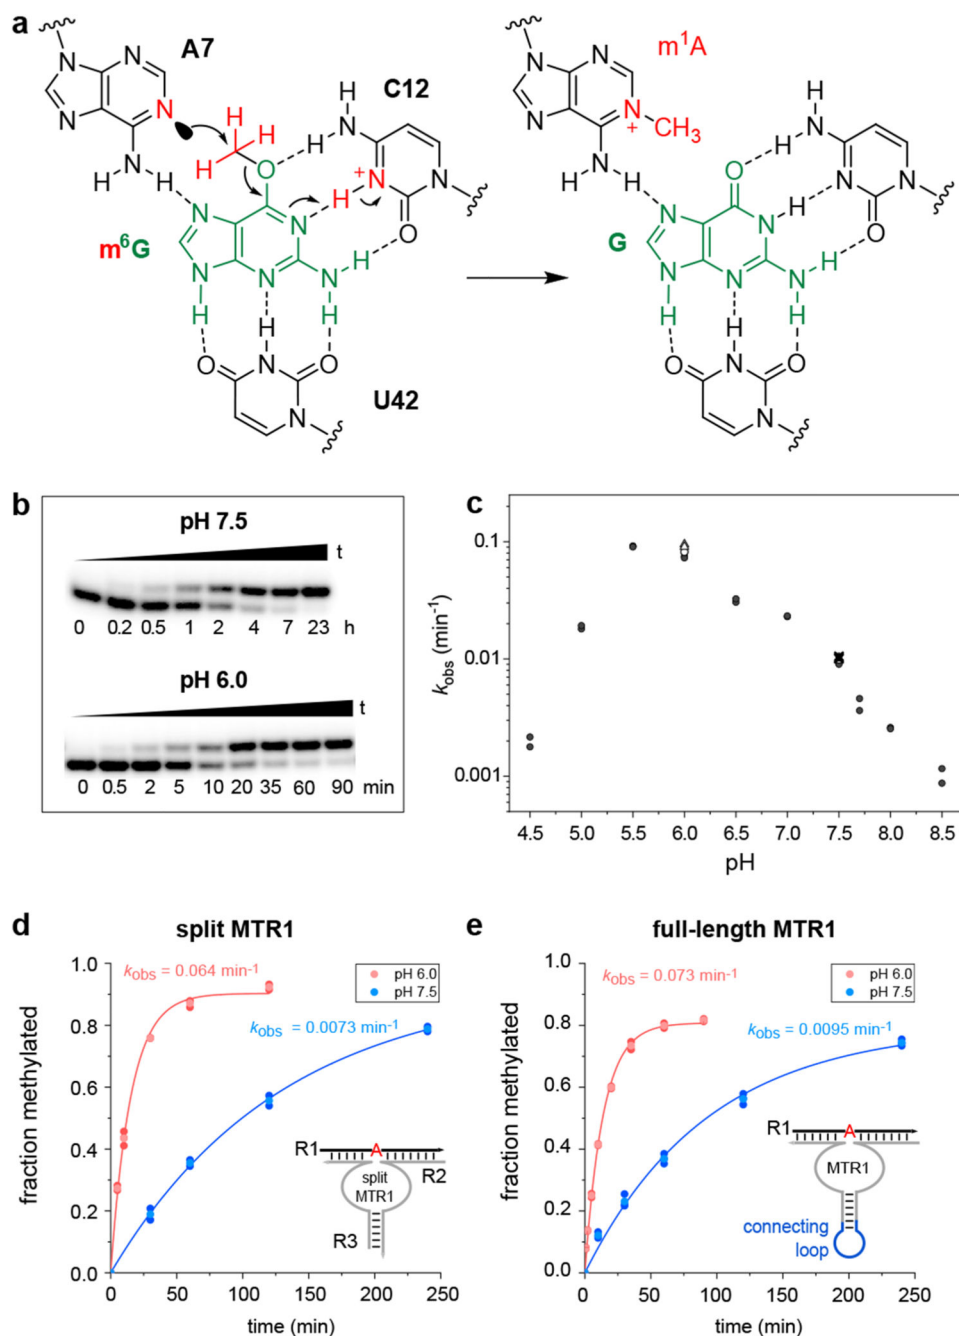 a
A7
m¹A
C12
N
N
N
N
N
H
H
H
H
H
O
H
N
H
+
N
N
O
H
N
N
N
N
N
H
H
H
m⁶G
H
O
N
O
N
U42
N
N
N
N
N
+
CH₃
H
H
O
H
N
H
N
N
O
H
N
N
N
N
N
H
H
H
G
H
O
N
O
N
b
pH 7.5
t
0 0.2 0.5 1 2 4 7 23 h
pH 6.0
t
0 0.5 2 5 10 20 35 60 90 min
c
0.1
0.01
0.001
kobs (min⁻¹)
4.5 5.0 5.5 6.0 6.5 7.0 7.5 8.0 8.5
pH
d
split MTR1
kobs = 0.064 min⁻¹
pH 6.0
pH 7.5
kobs = 0.0073 min⁻¹
1.0
0.8
0.6
0.4
0.2
0.0
fraction methylated
R1
A
split
MTR1
R2
R3
0 50 100 150 200 250
time (min)
e
full-length MTR1
kobs = 0.073 min⁻¹
pH 6.0
pH 7.5
kobs = 0.0095 min⁻¹
1.0
0.8
0.6
0.4
0.2
0.0
fraction methylated
R1
A
MTR1
connecting
loop
0 50 100 150 200 250
time (min)